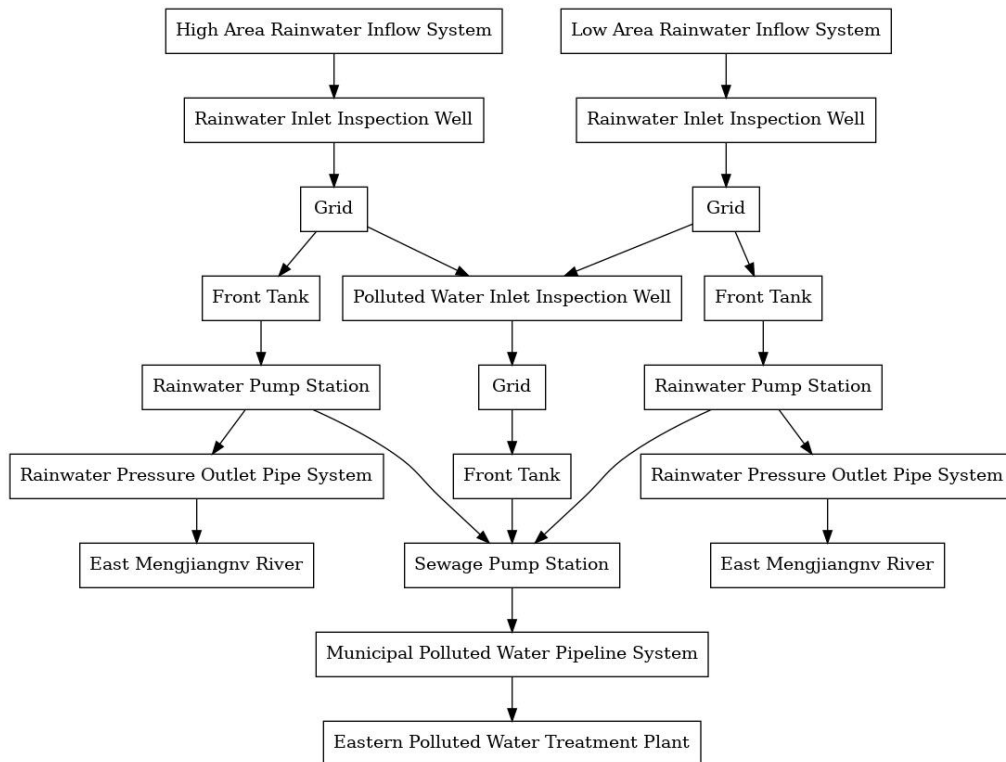 High Area Rainwater Inflow System
Low Area Rainwater Inflow System
Rainwater Inlet Inspection Well
Rainwater Inlet Inspection Well
Grid
Grid
Front Tank
Polluted Water Inlet Inspection Well
Front Tank
Rainwater Pump Station
Grid
Rainwater Pump Station
Rainwater Pressure Outlet Pipe System
Front Tank
Rainwater Pressure Outlet Pipe System
East Mengjiangnv River
Sewage Pump Station
East Mengjiangnv River
Municipal Polluted Water Pipeline System
Eastern Polluted Water Treatment Plant